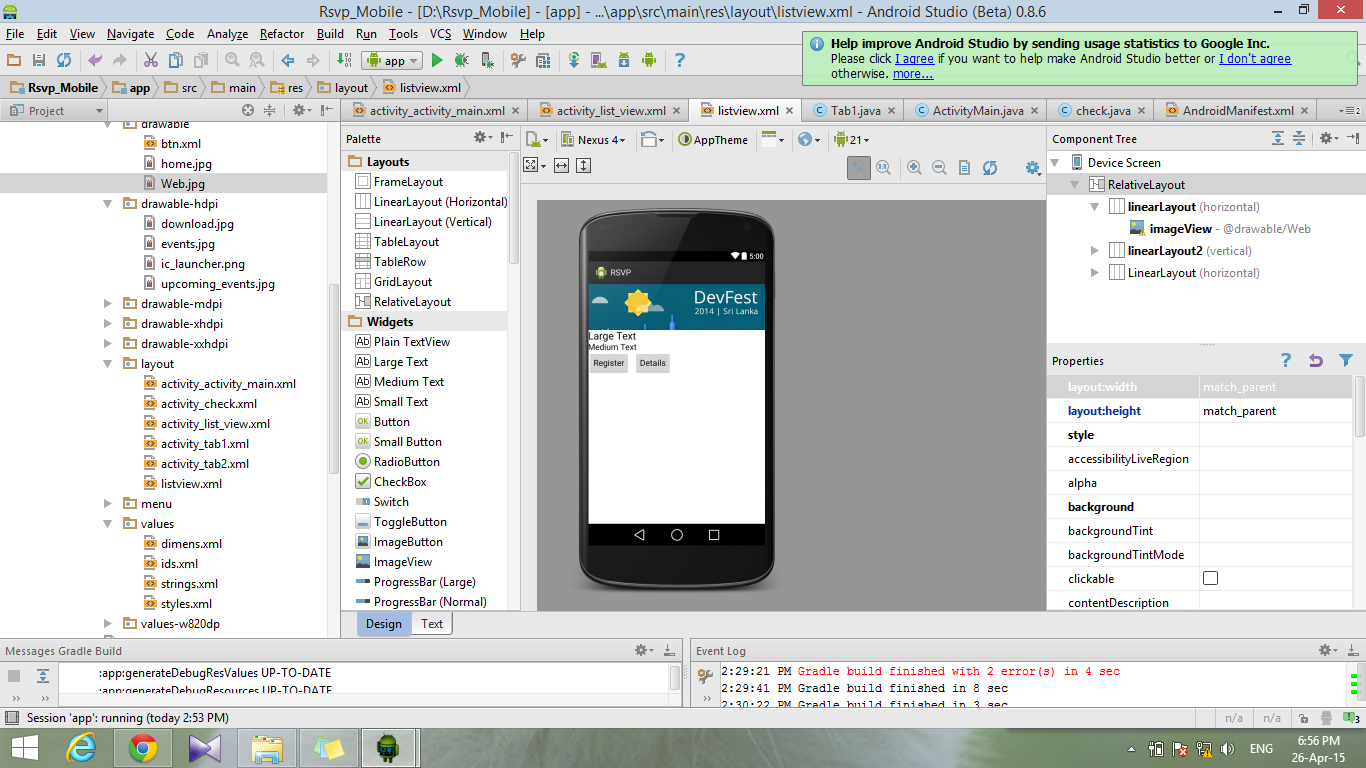 Rsvp_Mobile - [D:\Rsvp_Mobile] - [app] - ...\app\src\main\res\layout\listview.xml - Android Studio (Beta) 0.8.6
File Edit View Navigate Code Analyze Refactor Build Run Tools VCS Window Help
Help improve Android Studio by sending usage statistics to Google Inc.
Please click I agree if you want to help make Android Studio better or I don't agree
otherwise. more...
app
Rsvp_Mobile app src main res layout listview.xml
Project
activity_activity_main.xml activity_list_view.xml listview.xml Tab1.java ActivityMain.java check.java AndroidManifest.xml 2
drawable
btn.xml
home.jpg
Web.jpg
drawable-hdpi
download.jpg
events.jpg
ic_launcher.png
upcoming_events.jpg
drawable-mdpi
drawable-xhdpi
drawable-xxhdpi
layout
activity_activity_main.xml
activity_check.xml
activity_list_view.xml
activity_tab1.xml
activity_tab2.xml
listview.xml
menu
values
dimens.xml
ids.xml
strings.xml
styles.xml
values-w820dp
Palette
Layouts
FrameLayout
LinearLayout (Horizontal)
LinearLayout (Vertical)
TableLayout
TableRow
GridLayout
RelativeLayout
Widgets
Ab Plain TextView
Ab Large Text
Ab Medium Text
Ab Small Text
OK Button
OK Small Button
RadioButton
CheckBox
Switch
ToggleButton
ImageButton
ImageView
ProgressBar (Large)
ProgressBar (Normal)
Nexus 4 AppTheme 21
5:00
RSVP
DevFest
2014 | Sri Lanka
Large Text
Medium Text
Register Details
Design Text
Component Tree
Device Screen
RelativeLayout
linearLayout (horizontal)
imageView - @drawable/Web
linearLayout2 (vertical)
LinearLayout (horizontal)
Properties
layout:width match_parent
layout:height match_parent
style
accessibilityLiveRegion
alpha
background
backgroundTint
backgroundTintMode
clickable
contentDescription
Messages Gradle Build
:app:generateDebugResValues UP-TO-DATE
:app:generateDebugResources UP-TO-DATE
Event Log
2:29:21 PM Gradle build finished with 2 error(s) in 4 sec
2:29:41 PM Gradle build finished in 8 sec
2:30:22 PM Gradle build finished in 3 sec
Session 'app': running (today 2:53 PM)
n/a n/a 3
ENG
6:56 PM
26-Apr-15